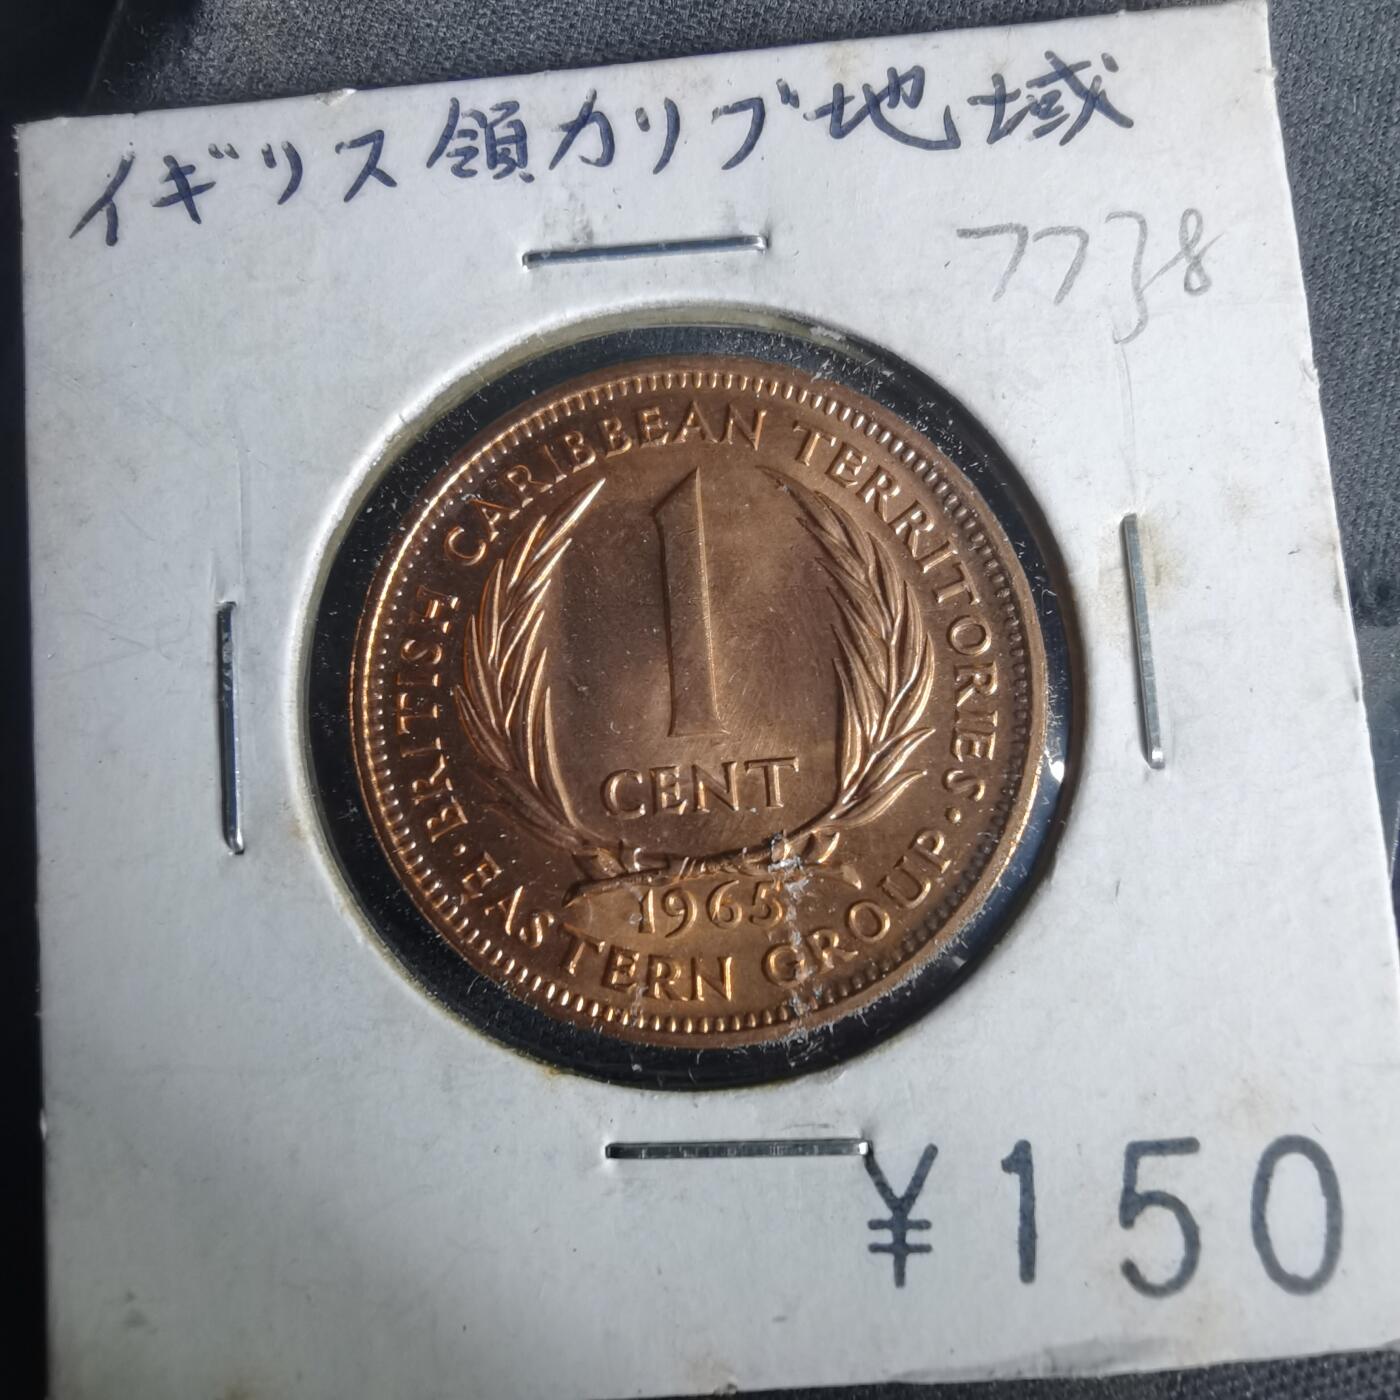 イギリス領カリブ地域
7738
BRITISH CARIBBEAN TERRITORIES
1
CENT
1965
EASTERN GROUP
¥150